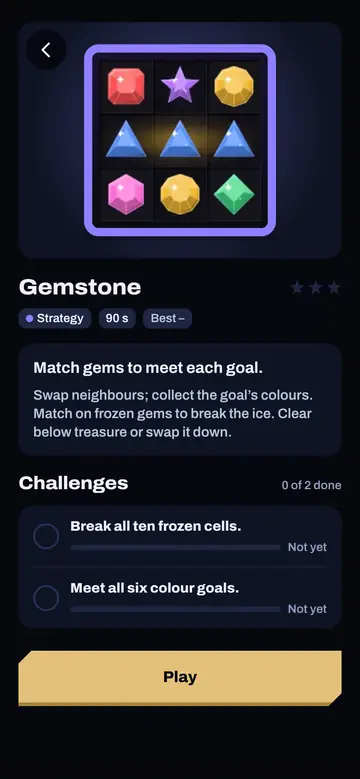 Gemstone
Strategy
90 s
Best –
Match gems to meet each goal.
Swap neighbours; collect the goal’s colours.
Match on frozen gems to break the ice. Clear
below treasure or swap it down.
Challenges
0 of 2 done
Break all ten frozen cells.
Not yet
Meet all six colour goals.
Not yet
Play